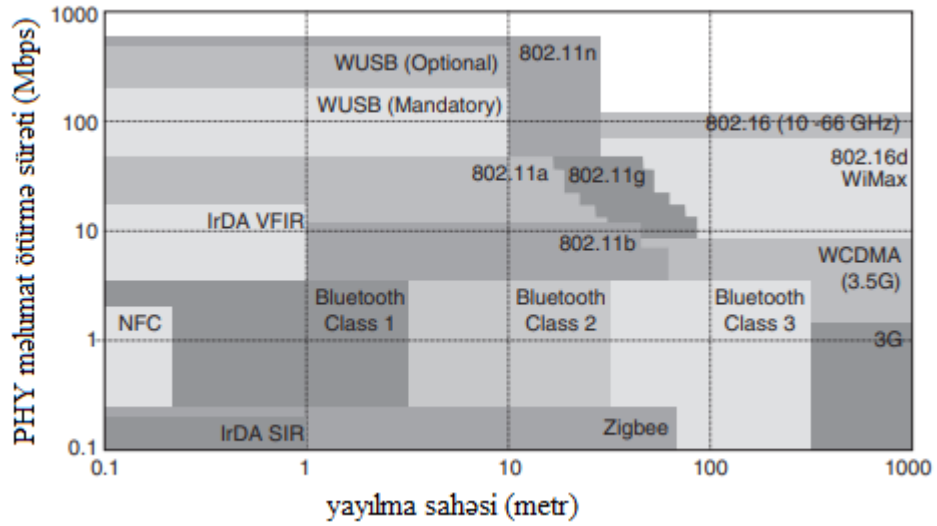 PHY məlumat ötürmə sürəti (Mbps)
1000
100
10
1
0.1
WUSB (Optional)
802.11n
WUSB (Mandatory)
802.16 (10 -66 GHz)
802.11a
802.11g
802.16d
WiMax
IrDA VFIR
802.11b
WCDMA
(3.5G)
NFC
Bluetooth
Class 1
Bluetooth
Class 2
Bluetooth
Class 3
3G
IrDA SIR
Zigbee
0.1
1
10
100
1000
yayılma sahəsi (metr)